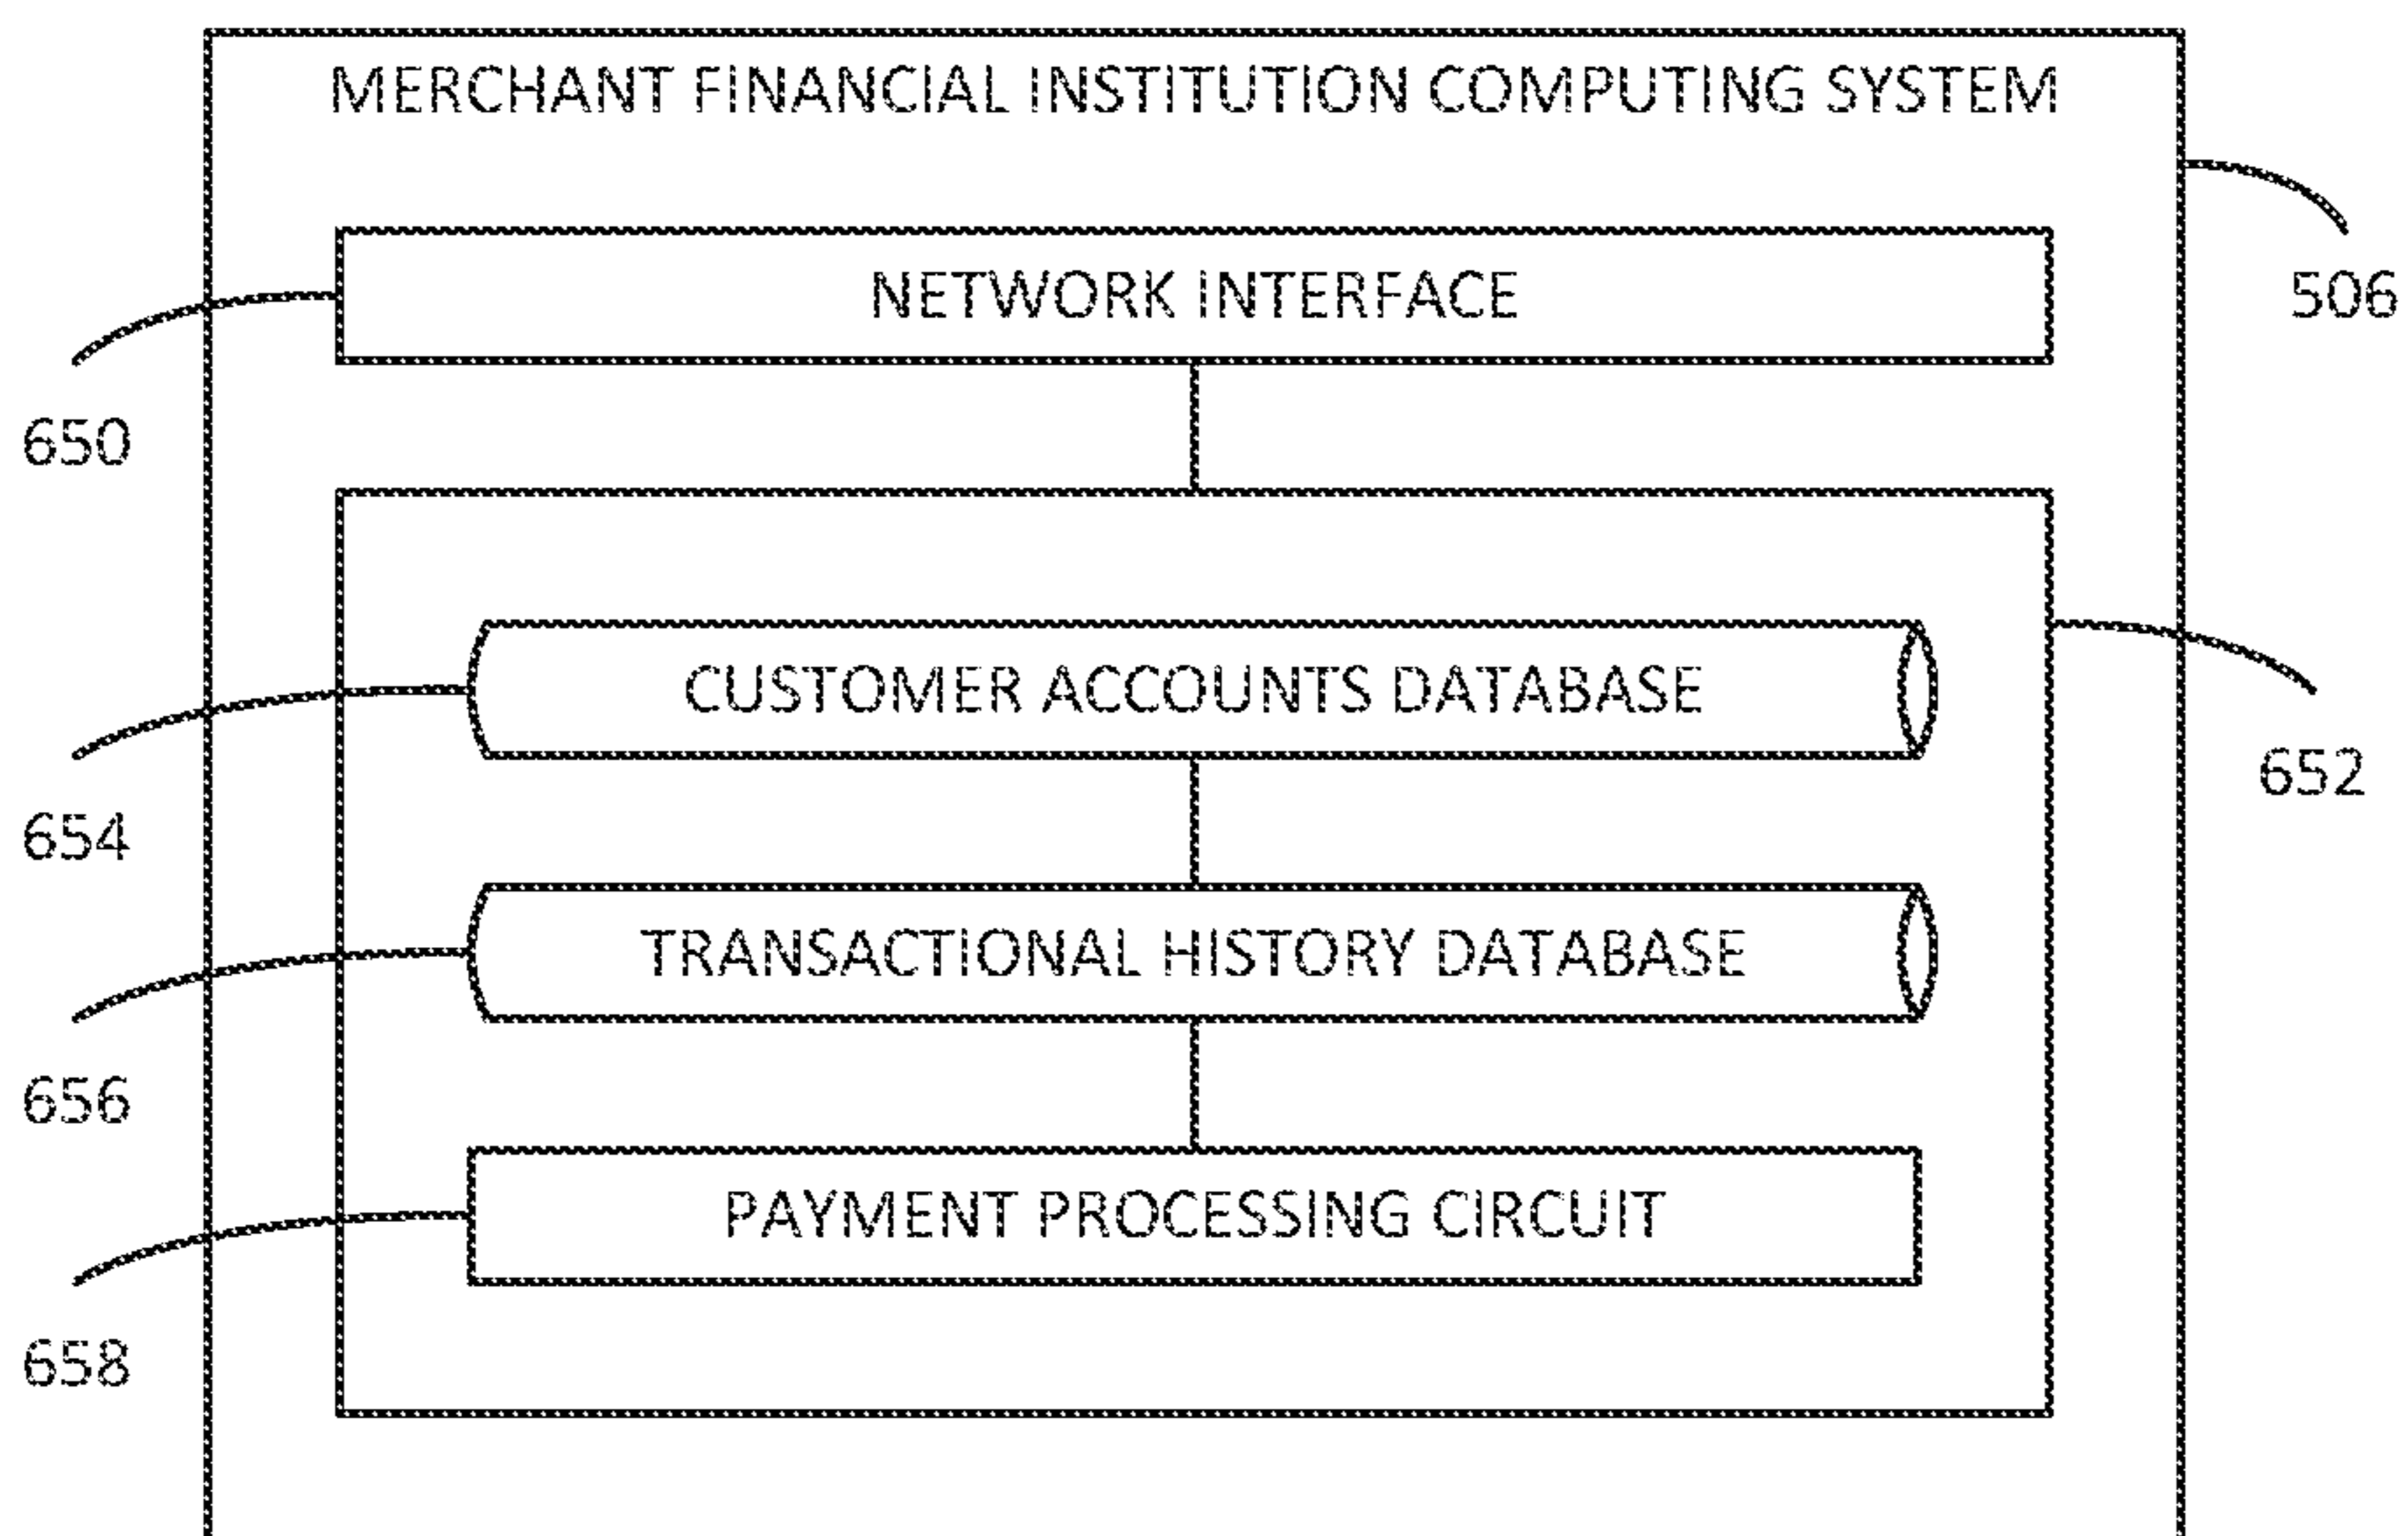 MERCHANT FINANCIAL INSTITUTION COMPUTING SYSTEM
NETWORK INTERFACE
506
650
CUSTOMER ACCOUNTS DATABASE
652
654
TRANSACTIONAL HISTORY DATABASE
656
PAYMENT PROCESSING CIRCUIT
658